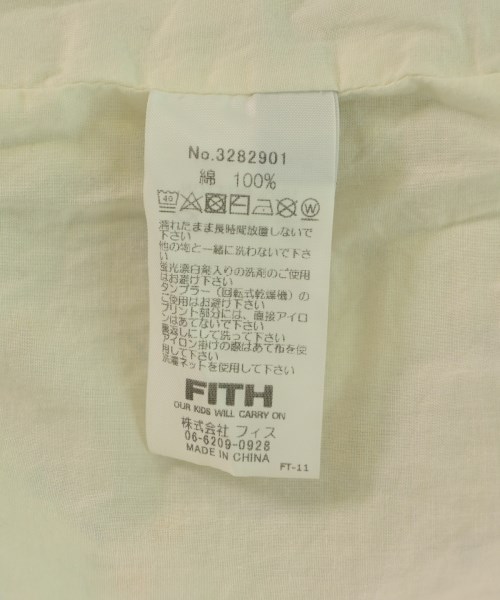 No.3282901
綿 100%
40 W
濡れたまま長時間放置しないで
下さい
他の地と一緒に洗わないで下さ
い
蛍光漂白剤入りの洗剤のご使用
はお避け下さい
タンブラー（回転式乾燥機）の
ご使用はお避け下さい
プリント部分には、直接アイロ
ンはあてないで下さい
裏返しにして洗って下さい
アイロン掛けの際はあて布を使
用して下さい
洗濯ネットを使用して下さい
FITH
OUR KIDS WILL CARRY ON
株式会社 フィス
06-6209-0928
MADE IN CHINA
FT-11